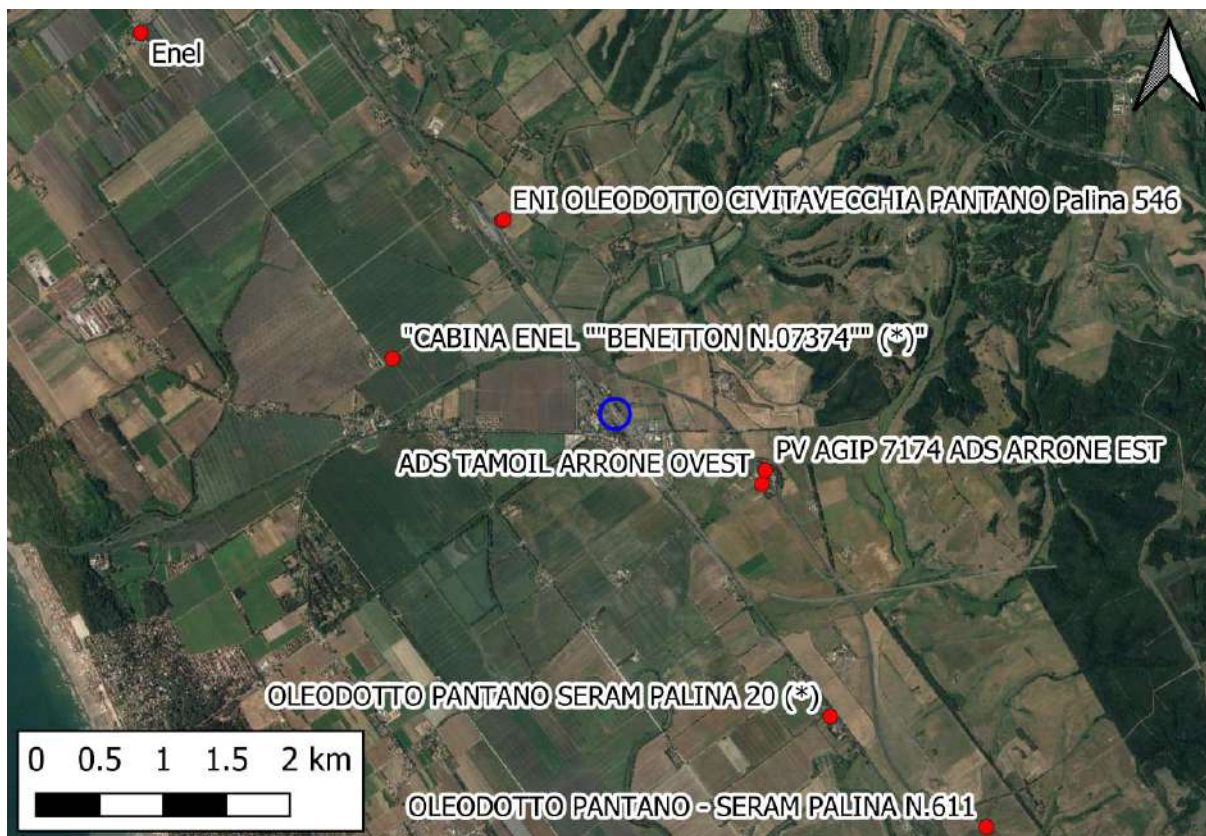 Enel
ENI OLEODOTTO CIVITAVECCHIA PANTANO Palina 546
"CABINA ENEL ""BENETTON N.07374"" (*)"
PV AGIP 7174 ADS ARRONE EST
ADS TAMOIL ARRONE OVEST
OLEODOTTO PANTANO SERAM PALINA 20 (*)
0 0.5 1 1.5 2 km
OLEODOTTO PANTANO - SERAM PALINA N.611